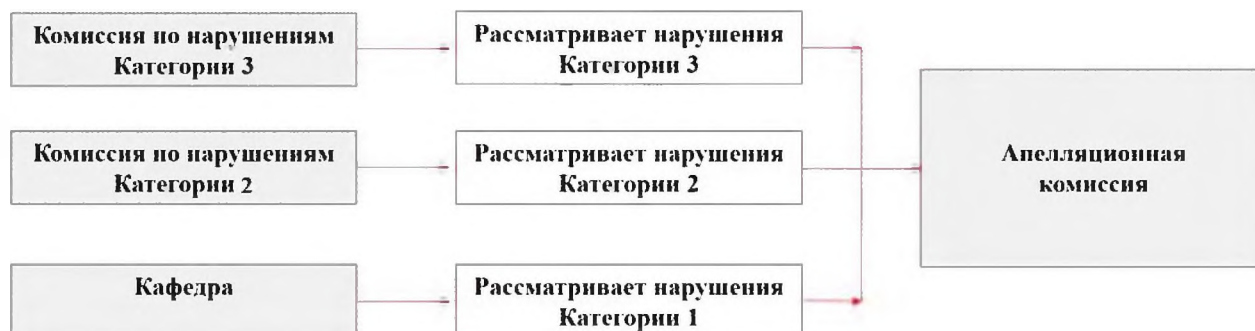 Комиссия по нарушениям
Категории 3
Рассматривает нарушения
Категории 3
Комиссия по нарушениям
Категории 2
Рассматривает нарушения
Категории 2
Апелляционная
комиссия
Кафедра
Рассматривает нарушения
Категории 1